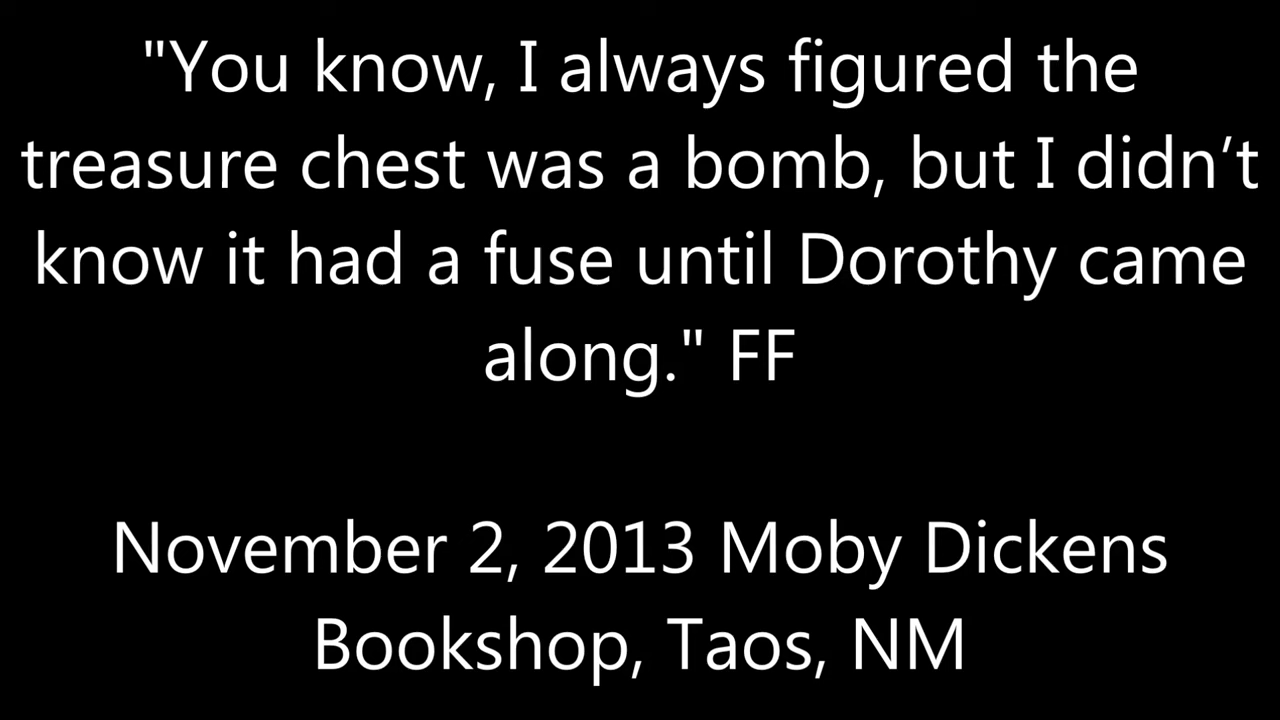 "You know, I always figured the
treasure chest was a bomb, but I didn’t
know it had a fuse until Dorothy came
along." FF
November 2, 2013 Moby Dickens
Bookshop, Taos, NM